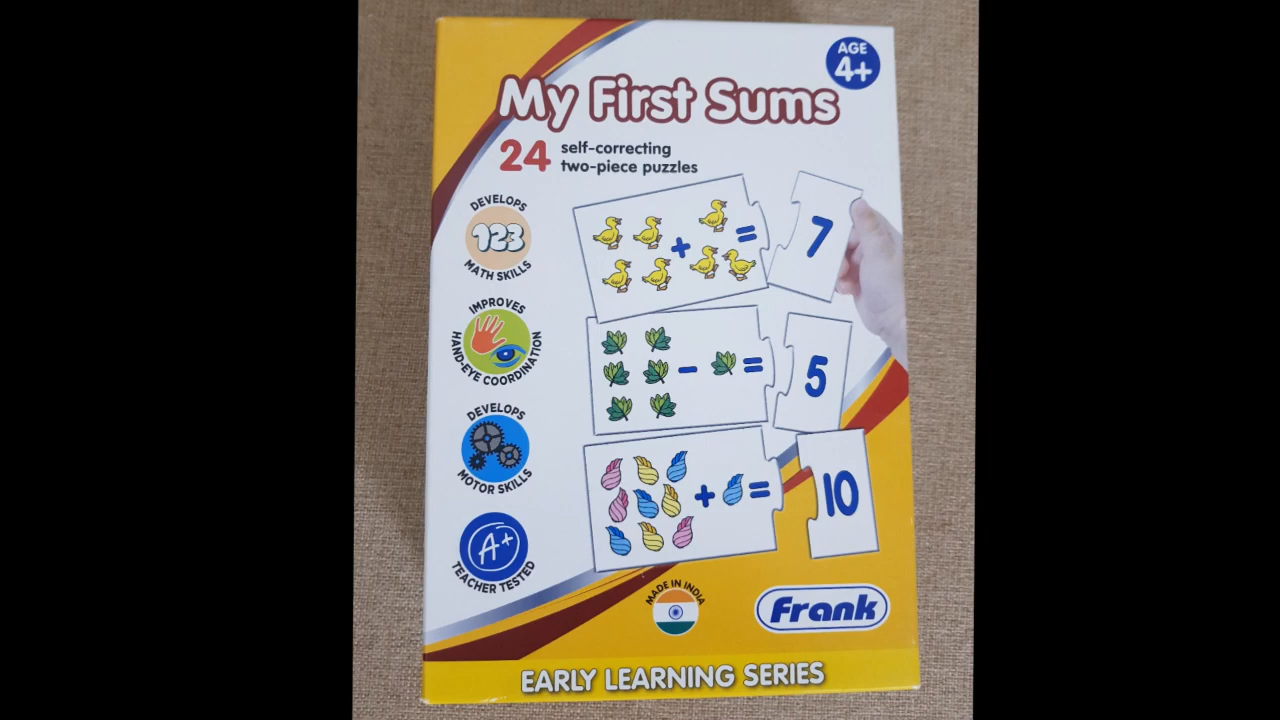 AGE
4+
My First Sums
24 self-correcting
two-piece puzzles
DEVELOPS
123
MATH SKILLS
+ = 7
IMPROVES
HAND-EYE COORDINATION
- = 5
DEVELOPS
MOTOR SKILLS
+ = 10
A+
TEACHER TESTED
MADE IN INDIA
Frank
EARLY LEARNING SERIES